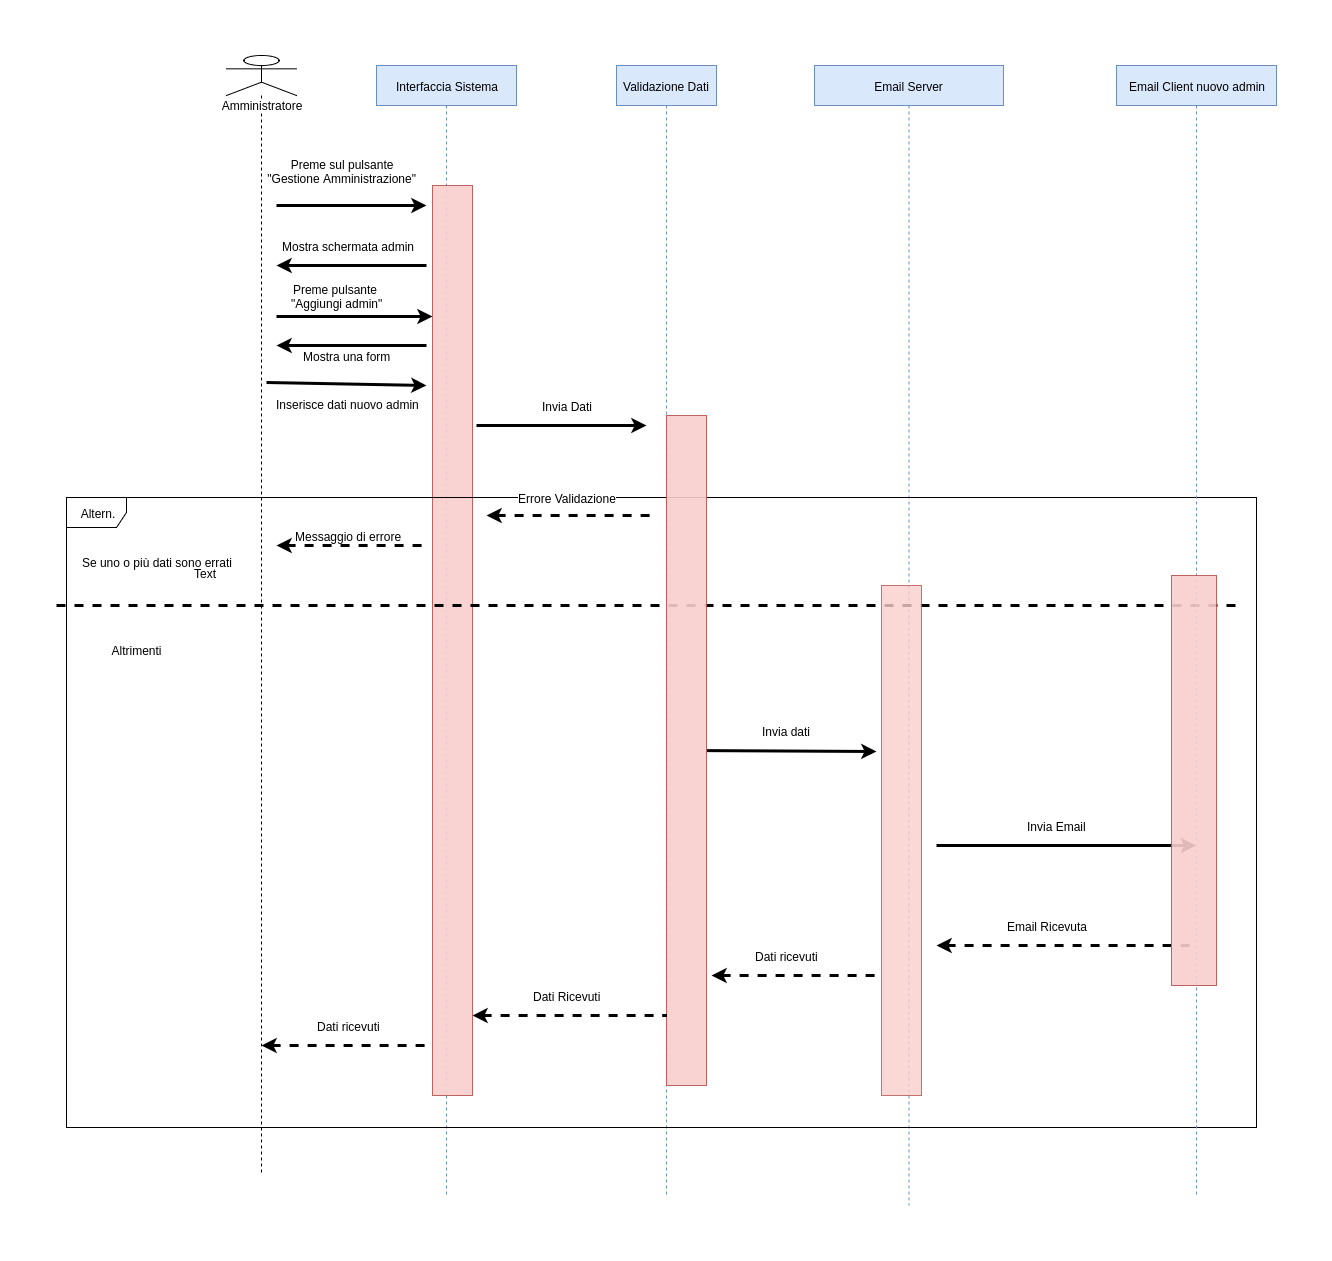 Amministratore
Interfaccia Sistema
Validazione Dati
Email Server
Email Client nuovo admin
Preme sul pulsante
"Gestione Amministrazione"
Mostra schermata admin
Preme pulsante
"Aggiungi admin"
Mostra una form
Inserisce dati nuovo admin
Invia Dati
Errore Validazione
Altern.
Messaggio di errore
Se uno o più dati sono errati
Text
Altrimenti
Invia dati
Invia Email
Email Ricevuta
Dati ricevuti
Dati Ricevuti
Dati ricevuti